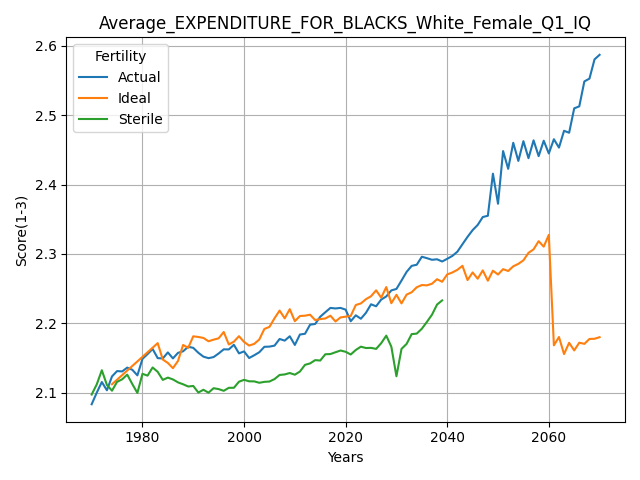 Average_EXPENDITURE_FOR_BLACKS_White_Female_Q1_IQ
Fertility
Actual
Ideal
Sterile
Score(1-3)
2.6
2.5
2.4
2.3
2.2
2.1
1980
2000
2020
2040
2060
Years